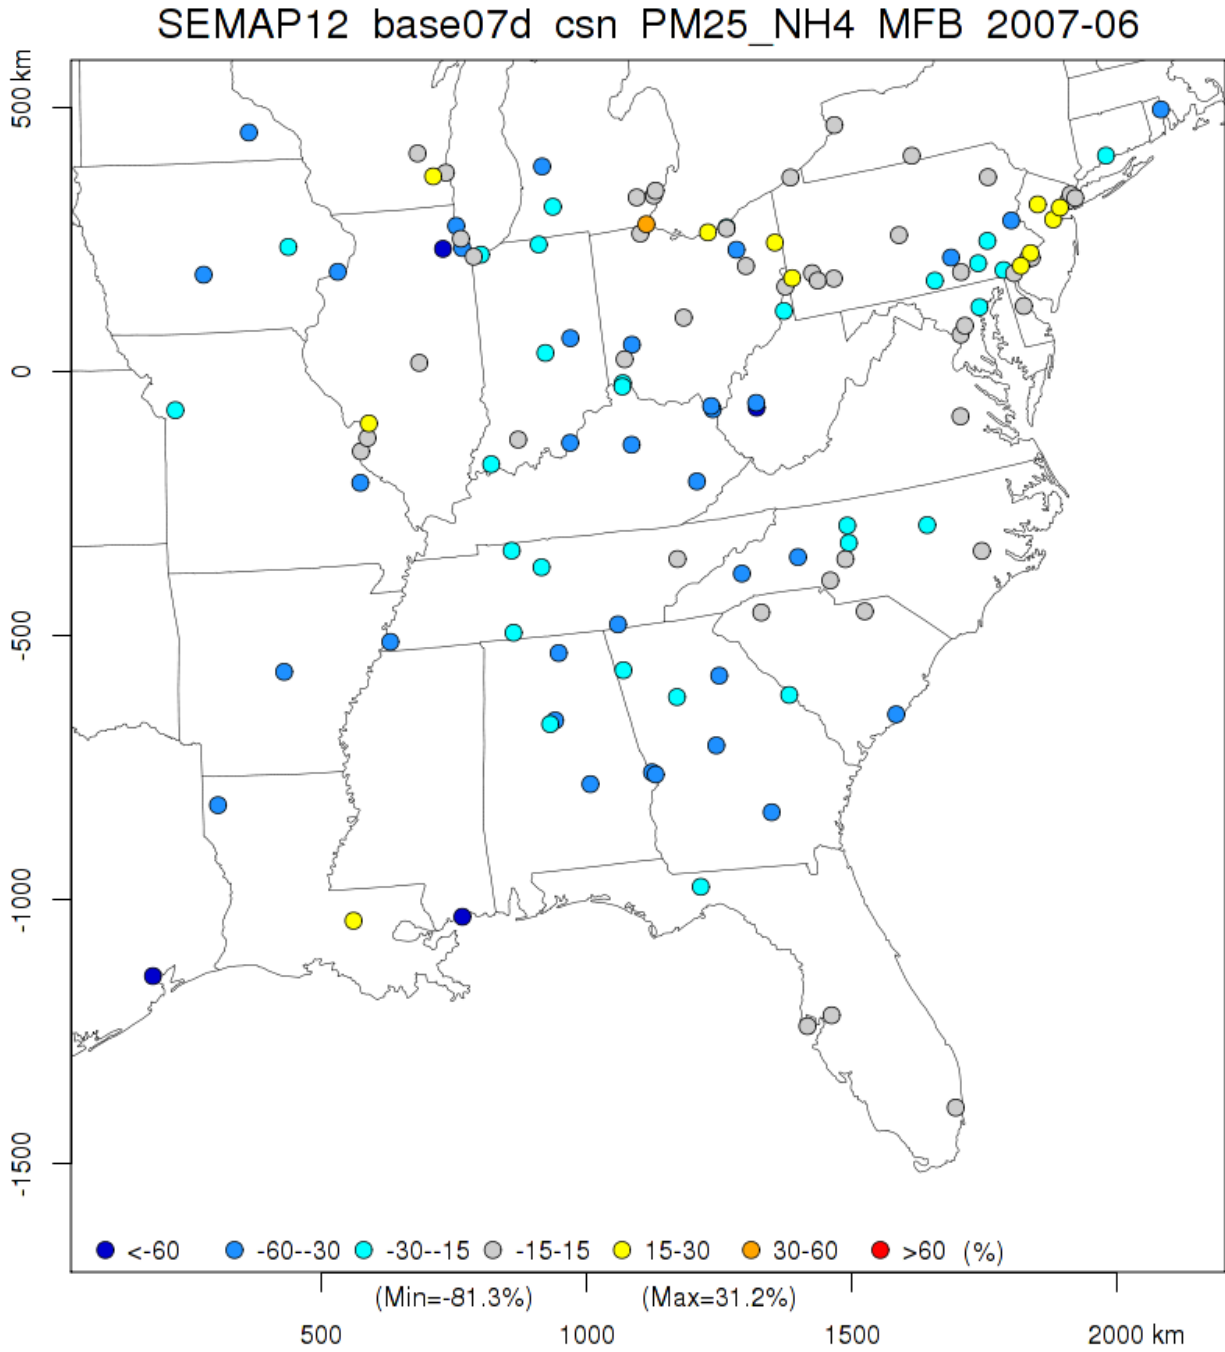 SEMAP12 base07d csn PM25_NH4 MFB 2007-06
500 km
0
-500
-1000
-1500
<-60 -60--30 -30--15 -15-15 15-30 30-60 >60 (%)
(Min=-81.3%) (Max=31.2%)
500 1000 1500 2000 km